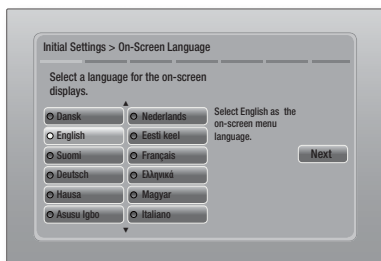 Initial Settings > On-Screen Language
Select a language for the on-screen
displays.
Dansk
English
Suomi
Deutsch
Hausa
Asusu Igbo
Nederlands
Eesti keel
Français
Ελληνικά
Magyar
Italiano
Select English as the
on-screen menu
language.
Next